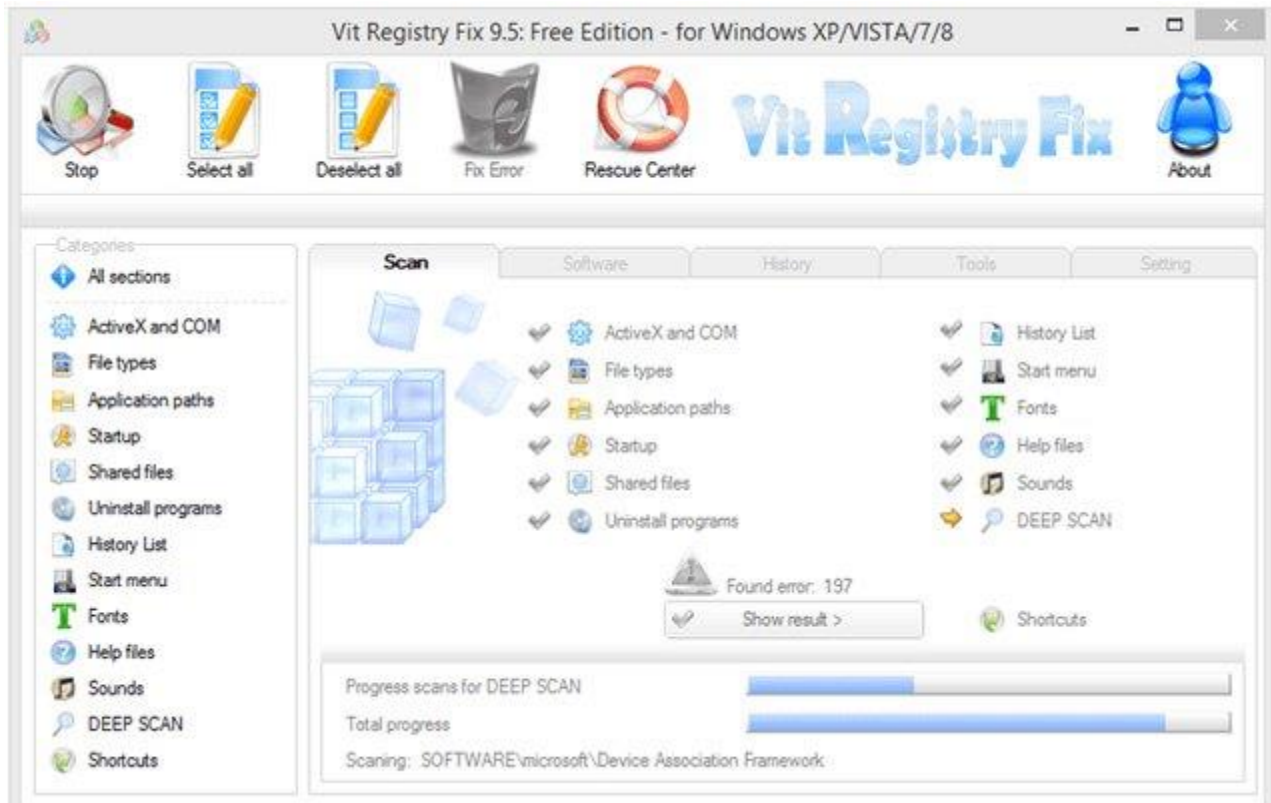 Vit Registry Fix 9.5: Free Edition - for Windows XP/VISTA/7/8
Stop
Select all
Deselect all
Fix Error
Rescue Center
Vit Registry Fix
About
Categories
All sections
ActiveX and COM
File types
Application paths
Startup
Shared files
Uninstall programs
History List
Start menu
Fonts
Help files
Sounds
DEEP SCAN
Shortcuts
Scan
Software
History
Tools
Setting
ActiveX and COM
File types
Application paths
Startup
Shared files
Uninstall programs
History List
Start menu
Fonts
Help files
Sounds
DEEP SCAN
Found error: 197
Show result >
Shortcuts
Progress scans for DEEP SCAN
Total progress
Scaning: SOFTWARE\microsoft\Device Association Framework